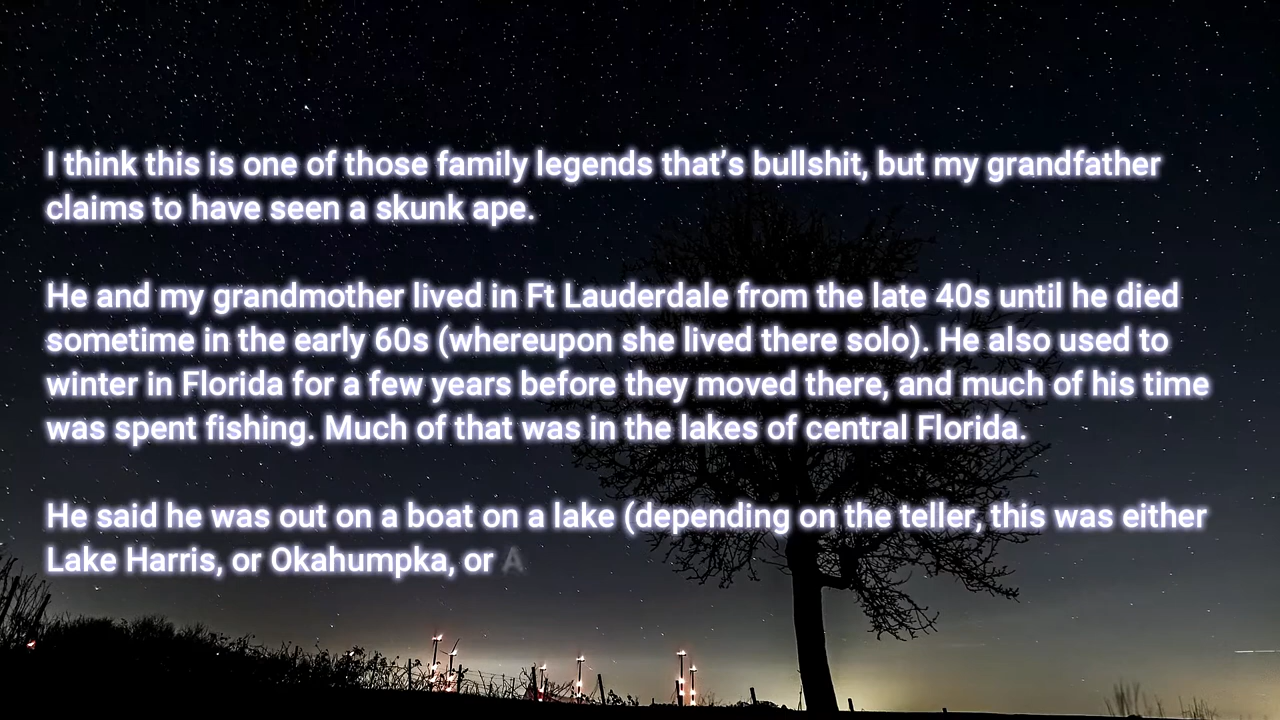 I think this is one of those family legends that’s bullshit, but my grandfather
claims to have seen a skunk ape.
He and my grandmother lived in Ft Lauderdale from the late 40s until he died
sometime in the early 60s (whereupon she lived there solo). He also used to
winter in Florida for a few years before they moved there, and much of his time
was spent fishing. Much of that was in the lakes of central Florida.
He said he was out on a boat on a lake (depending on the teller, this was either
Lake Harris, or Okahumpka, or A